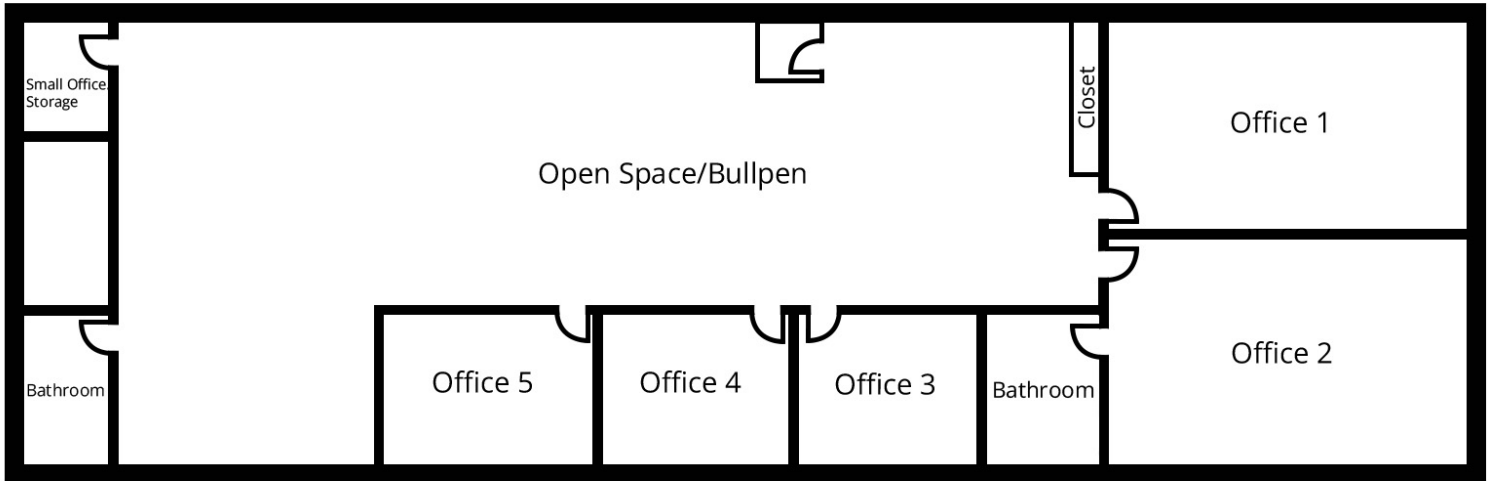 Small Office.
Storage
Closet
Office 1
Open Space/Bullpen
Office 2
Office 5
Office 4
Office 3
Bathroom
Bathroom